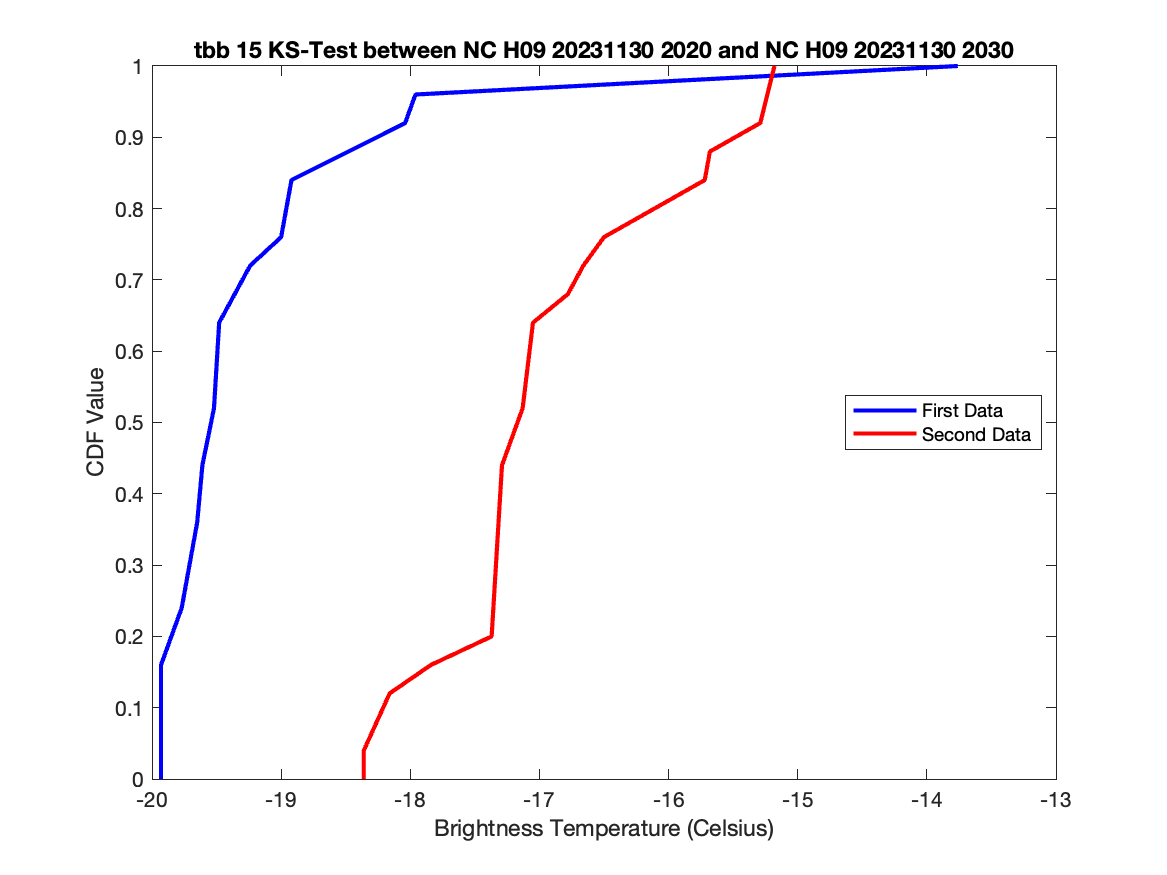 tbb 15 KS-Test between NC H09 20231130 2020 and NC H09 20231130 2030
1
0.9
0.8
0.7
0.6
0.5
0.4
0.3
0.2
0.1
0
CDF Value
First Data
Second Data
-20 -19 -18 -17 -16 -15 -14 -13
Brightness Temperature (Celsius)